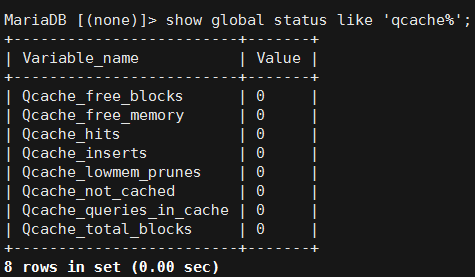 MariaDB [(none)]> show global status like 'qcache%';
+-------------------------+-------+
| Variable_name           | Value |
+-------------------------+-------+
| Qcache_free_blocks      | 0     |
| Qcache_free_memory      | 0     |
| Qcache_hits             | 0     |
| Qcache_inserts          | 0     |
| Qcache_lowmem_prunes    | 0     |
| Qcache_not_cached       | 0     |
| Qcache_queries_in_cache | 0     |
| Qcache_total_blocks     | 0     |
+-------------------------+-------+
8 rows in set (0.00 sec)